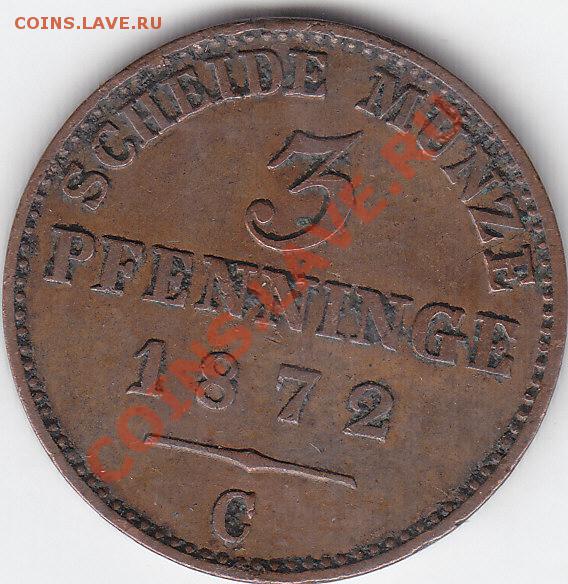 COINS.LAVE.RU
SCHEIDE MÜNZE
3
PFENNINGE
1872
C
COINS.LAVE.RU